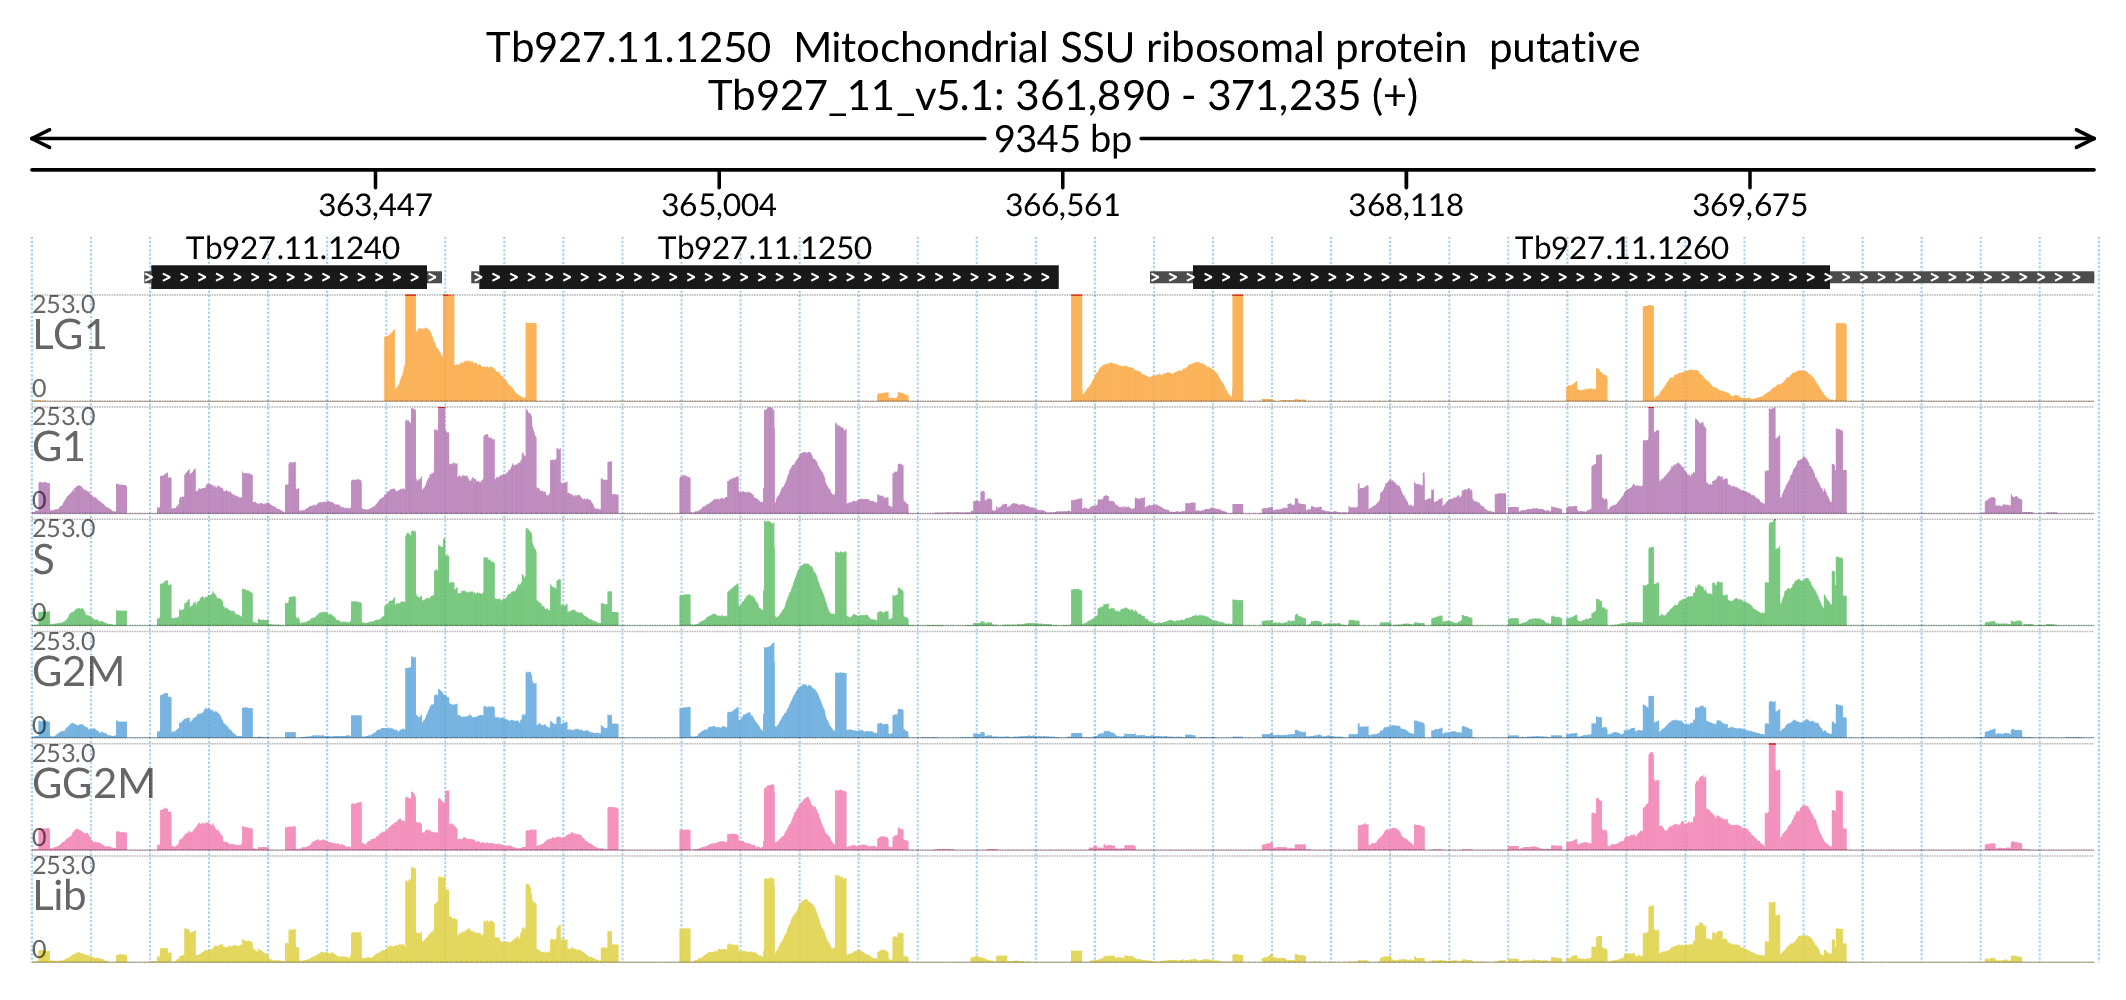 Tb927.11.1250  Mitochondrial SSU ribosomal protein  putative
Tb927_11_v5.1: 361,890 - 371,235 (+)
9345 bp
363,447 365,004 366,561 368,118 369,675
Tb927.11.1240 Tb927.11.1250 Tb927.11.1260
253.0
LG1
0
253.0
G1
0
253.0
S
0
253.0
G2M
0
253.0
GG2M
0
253.0
Lib
0